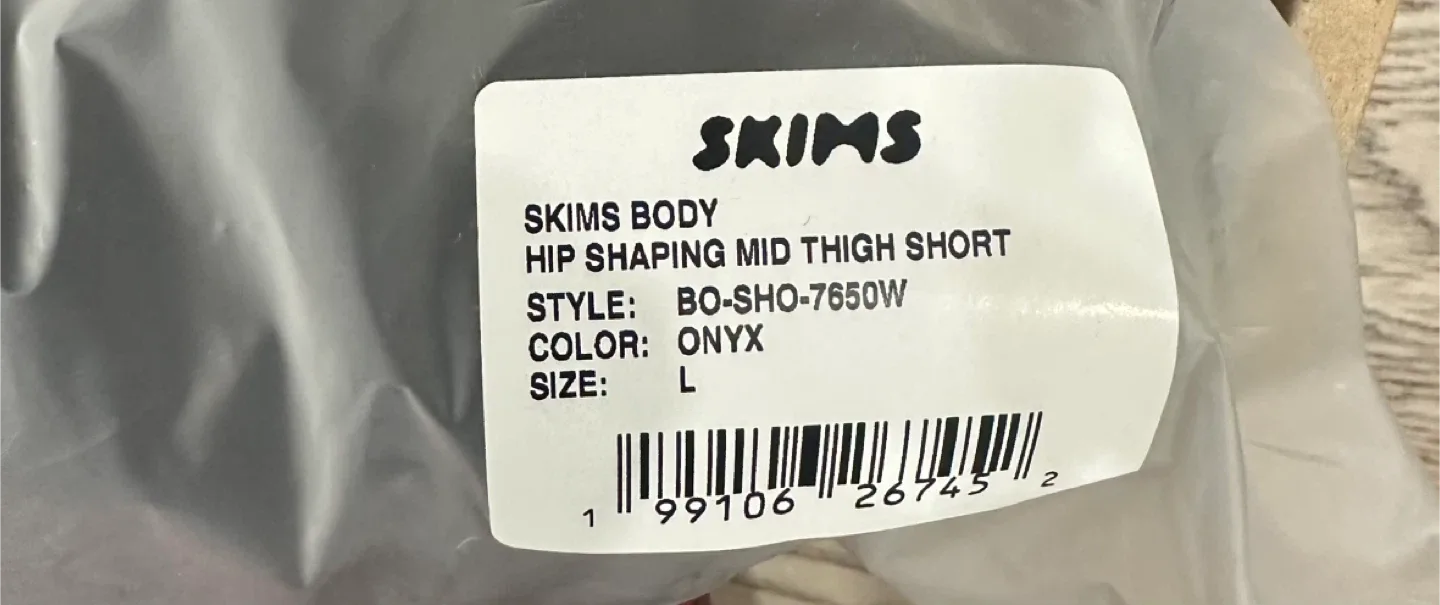 SKIMS
SKIMS BODY
HIP SHAPING MID THIGH SHORT
STYLE: BO-SHO-7650W
COLOR: ONYX
SIZE: L
1 99106 26745 2